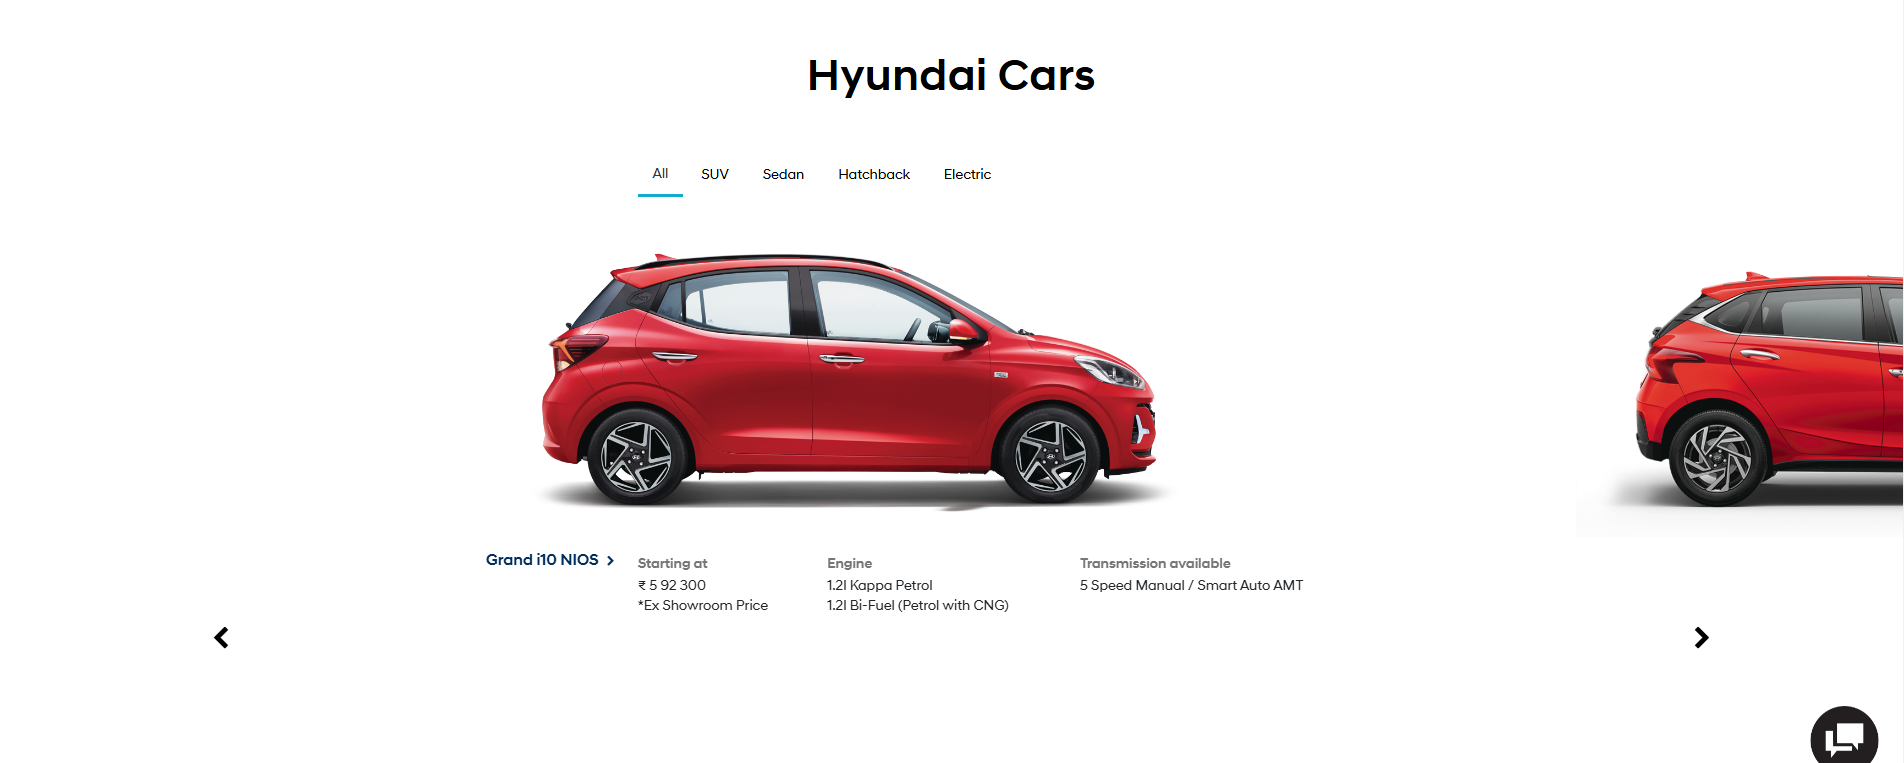 Hyundai Cars
All
SUV
Sedan
Hatchback
Electric
Grand i10 NIOS
Starting at
₹ 5 92 300
*Ex Showroom Price
Engine
1.2l Kappa Petrol
1.2l Bi-Fuel (Petrol with CNG)
Transmission available
5 Speed Manual / Smart Auto AMT